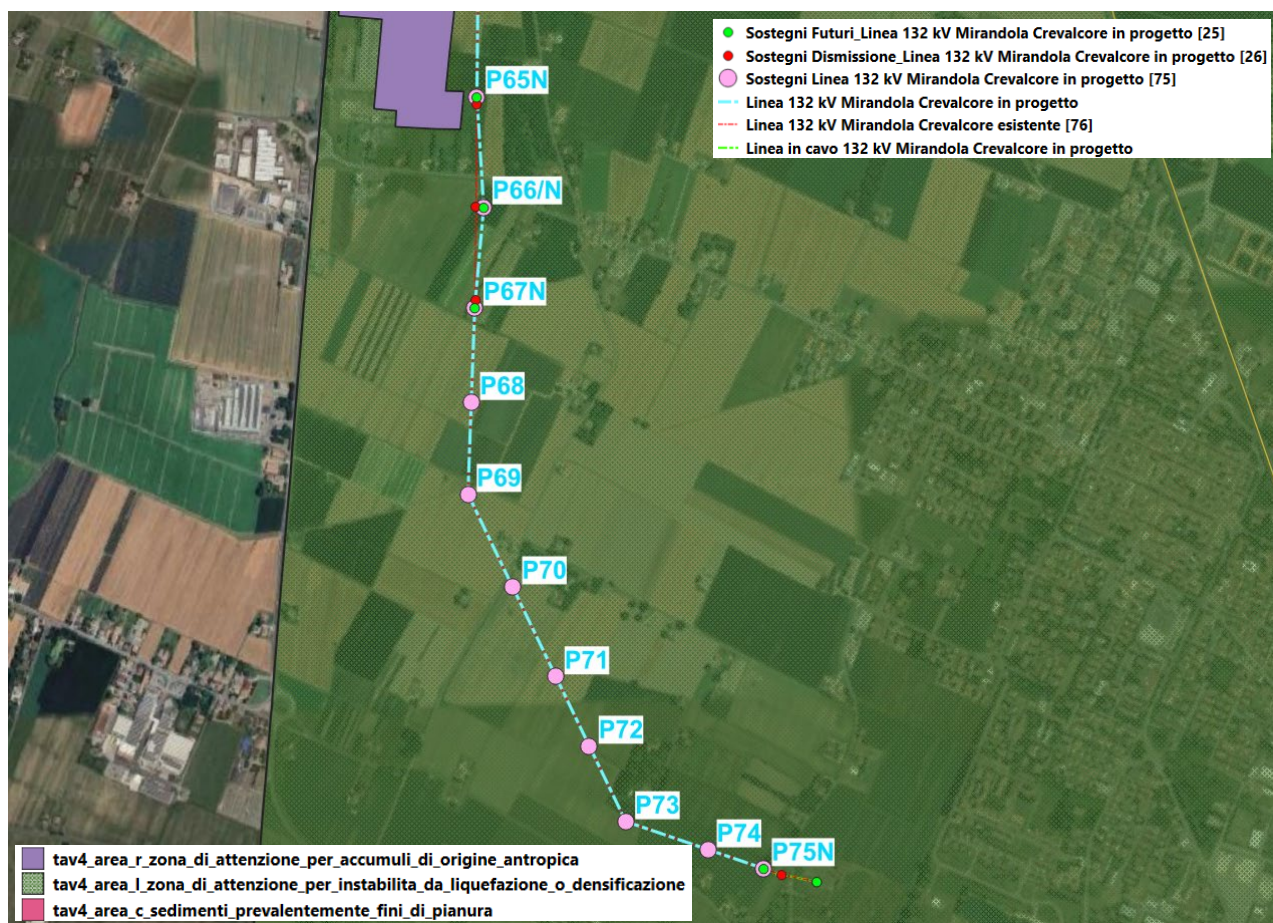 Sostegni Futuri_Linea 132 kV Mirandola Crevalcore in progetto [25]
Sostegni Dismissione_Linea 132 kV Mirandola Crevalcore in progetto [26]
Sostegni Linea 132 kV Mirandola Crevalcore in progetto [75]
Linea 132 kV Mirandola Crevalcore in progetto
Linea 132 kV Mirandola Crevalcore esistente [76]
Linea in cavo 132 kV Mirandola Crevalcore in progetto
P65N
P66/N
P67N
P68
P69
P70
P71
P72
P73
P74
P75N
tav4_area_r_zona_di_attenzione_per_accumuli_di_origine_antropica
tav4_area_l_zona_di_attenzione_per_instabilita_da_liquefazione_o_densificazione
tav4_area_c_sedimenti_prevalentemente_fini_di_pianura